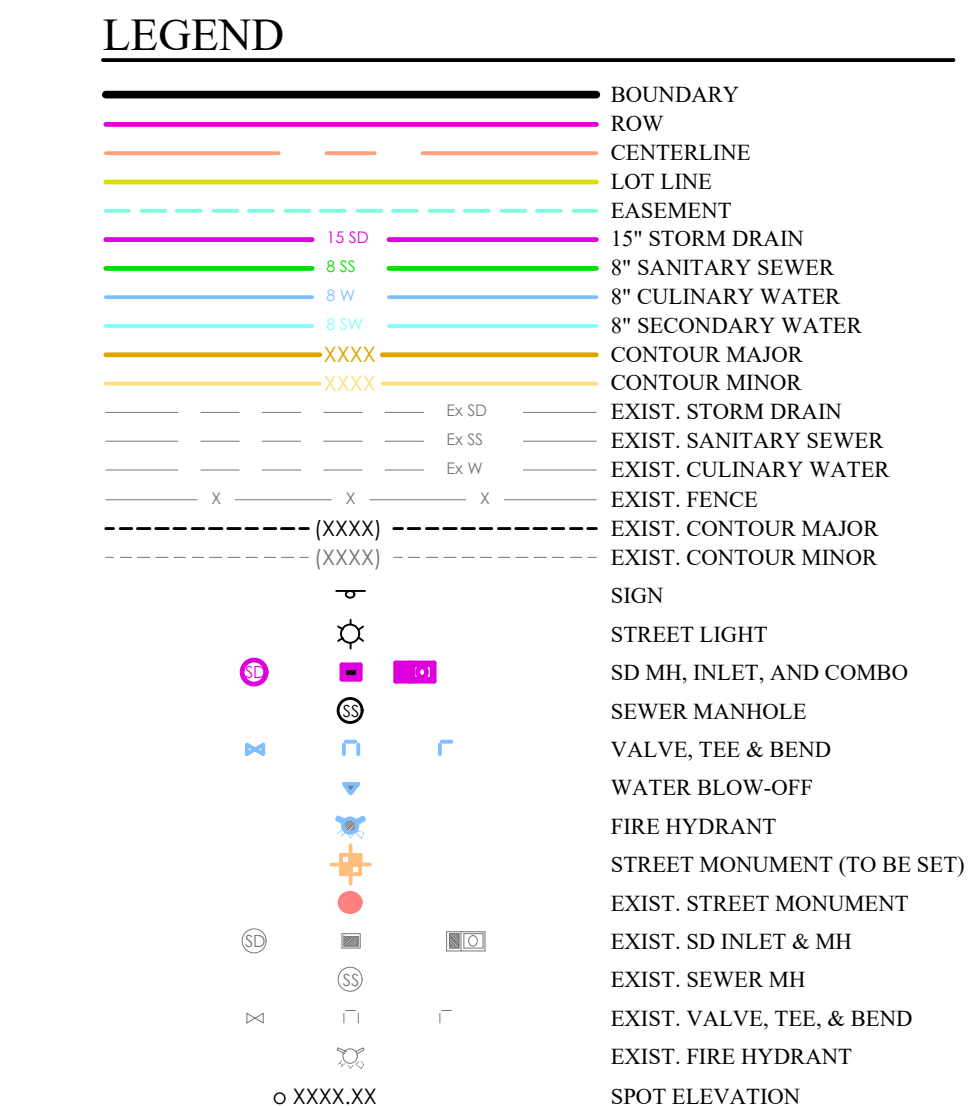 LEGEND
BOUNDARY
ROW
CENTERLINE
LOT LINE
EASEMENT
15 SD 15" STORM DRAIN
8 SS 8" SANITARY SEWER
8 W 8" CULINARY WATER
8 SW 8" SECONDARY WATER
XXXX CONTOUR MAJOR
XXXX CONTOUR MINOR
Ex SD EXIST. STORM DRAIN
Ex SS EXIST. SANITARY SEWER
Ex W EXIST. CULINARY WATER
X X X EXIST. FENCE
(XXXX) EXIST. CONTOUR MAJOR
(XXXX) EXIST. CONTOUR MINOR
SIGN
STREET LIGHT
SD SD MH, INLET, AND COMBO
SS SEWER MANHOLE
VALVE, TEE & BEND
WATER BLOW-OFF
FIRE HYDRANT
STREET MONUMENT (TO BE SET)
EXIST. STREET MONUMENT
SD EXIST. SD INLET & MH
SS EXIST. SEWER MH
EXIST. VALVE, TEE, & BEND
EXIST. FIRE HYDRANT
o XXXX.XX SPOT ELEVATION